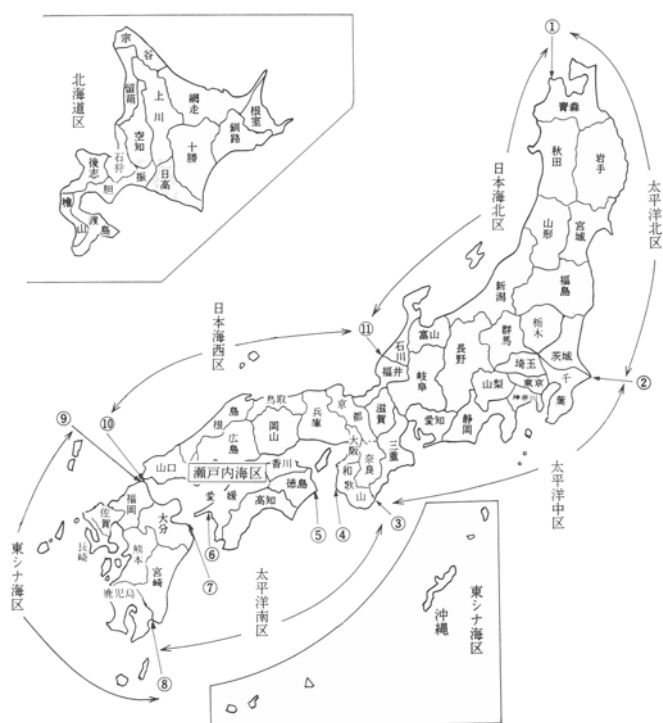 北海道区
宗谷
留萌
上川
網走
根室
釧路
空知
十勝
石狩
後志
胆振
日高
檜山
渡島
①
青森
秋田
岩手
日本海北区
太平洋北区
山形
宮城
新潟
福島
日本海西区
⑪
石川
富山
群馬
栃木
長野
茨城
福井
岐阜
埼玉
②
山梨
東京
千葉
神奈川
⑨
⑩
島根
鳥取
兵庫
京都
滋賀
愛知
静岡
岡山
広島
大阪
三重
奈良
和歌山
山口
瀬戸内海区
香川
徳島
愛媛
高知
太平洋中区
福岡
佐賀
大分
長崎
⑥
⑤
④
③
熊本
⑦
東シナ海区
宮崎
太平洋南区
鹿児島
⑧
沖縄
東シナ海区